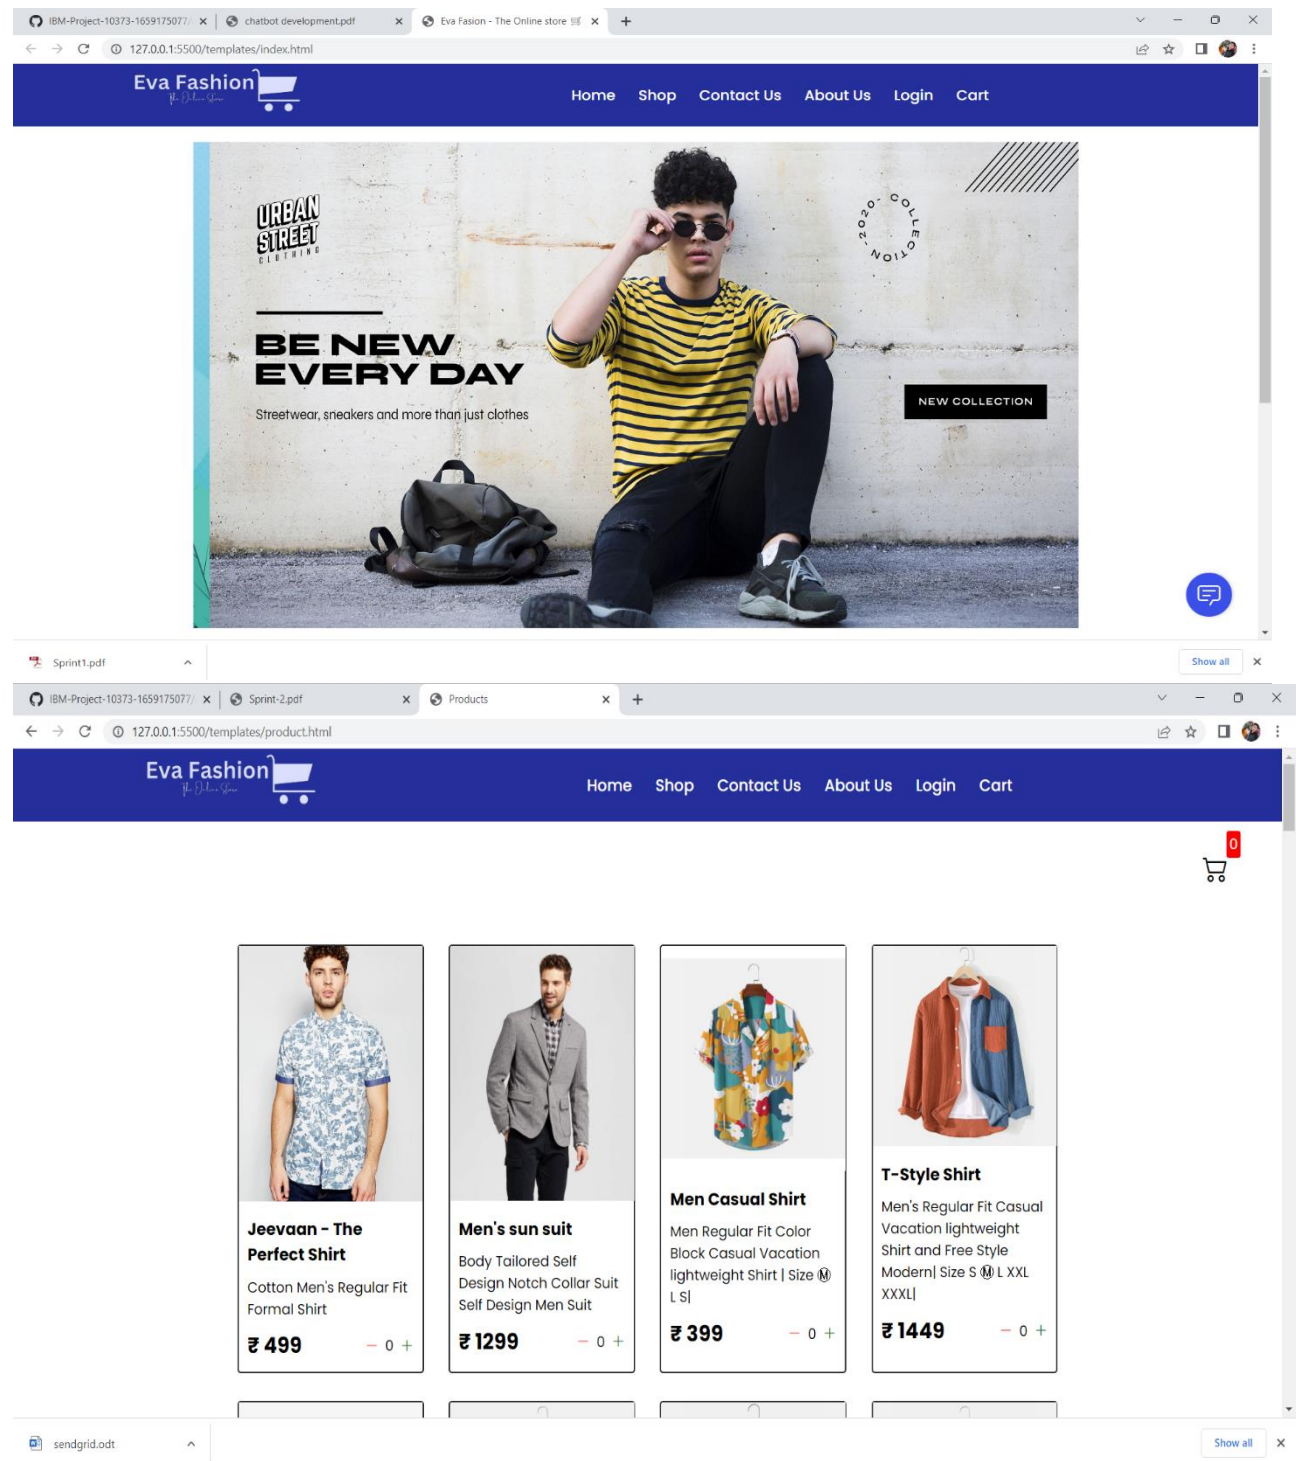 IBM-Project-10373-1659175077/
chatbot development.pdf
Eva Fasion - The Online store 🛒
127.0.0.1:5500/templates/index.html
Eva Fashion
the Online Store
Home Shop Contact Us About Us Login Cart
URBAN
STREET
CLOTHING
COLLECTION - 2020 -
BE NEW
EVERY DAY
Streetwear, sneakers and more than just clothes
NEW COLLECTION
Sprint1.pdf
Show all
IBM-Project-10373-1659175077/
Sprint-2.pdf
Products
127.0.0.1:5500/templates/product.html
Eva Fashion
the Online Store
Home Shop Contact Us About Us Login Cart
0
Jeevaan - The
Perfect Shirt
Cotton Men's Regular Fit
Formal Shirt
₹ 499
— 0 +
Men's sun suit
Body Tailored Self
Design Notch Collar Suit
Self Design Men Suit
₹ 1299
— 0 +
Men Casual Shirt
Men Regular Fit Color
Block Casual Vacation
lightweight Shirt | Size Ⓜ
L S|
₹ 399
— 0 +
T-Style Shirt
Men's Regular Fit Casual
Vacation lightweight
Shirt and Free Style
Modern| Size S Ⓜ L XXL
XXXL|
₹ 1449
— 0 +
sendgrid.odt
Show all